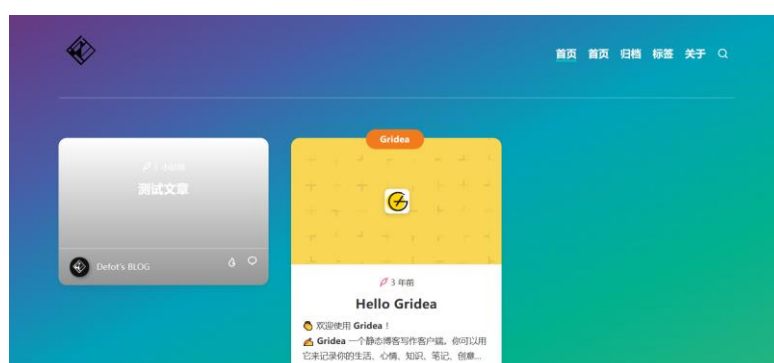 首页 首页 归档 标签 关于
测试文章
Defot's BLOG
Gridea
3 年前
Hello Gridea
欢迎使用 Gridea !
Gridea 一个静态博客写作客户端。你可以用
它来记录你的生活、心情、知识、笔记、创意...